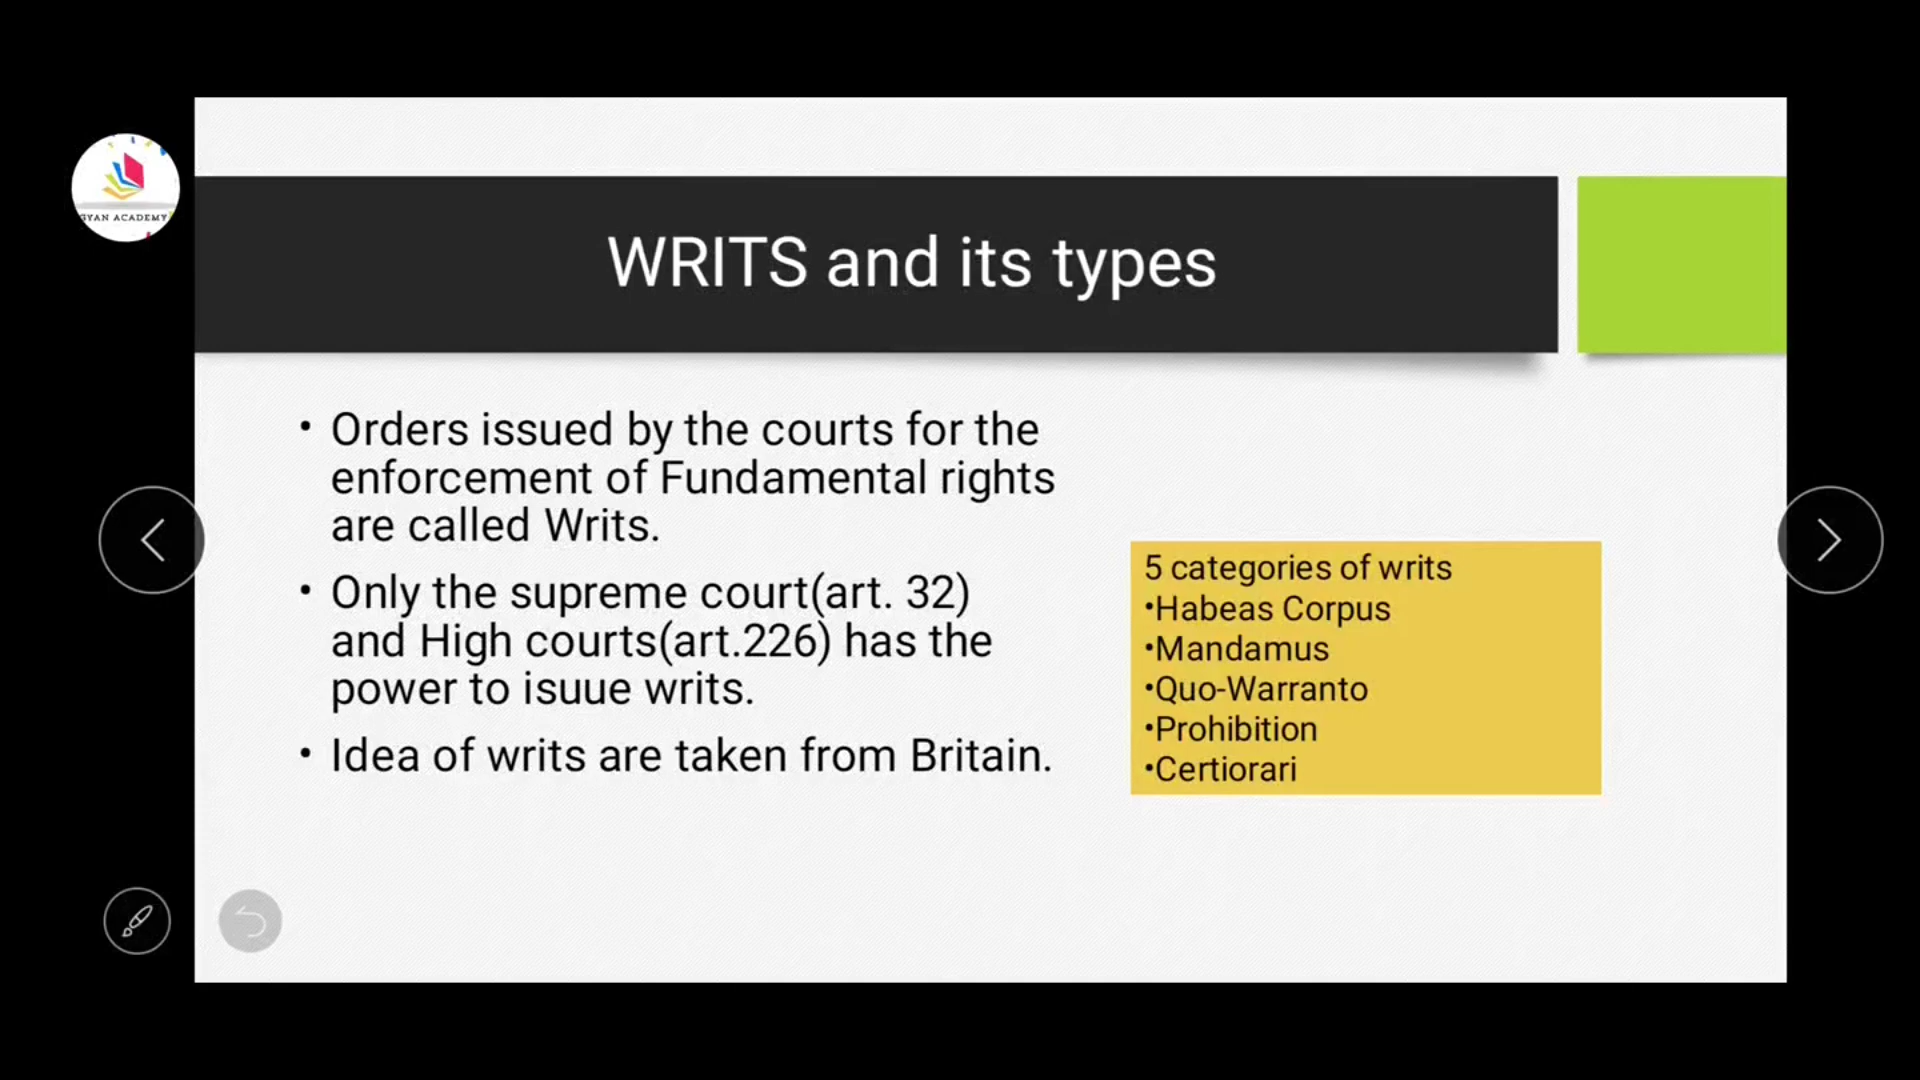 GYAN ACADEMY
WRITS and its types
• Orders issued by the courts for the
enforcement of Fundamental rights
are called Writs.
• Only the supreme court(art. 32)
and High courts(art.226) has the
power to isuue writs.
• Idea of writs are taken from Britain.
5 categories of writs
•Habeas Corpus
•Mandamus
•Quo-Warranto
•Prohibition
•Certiorari